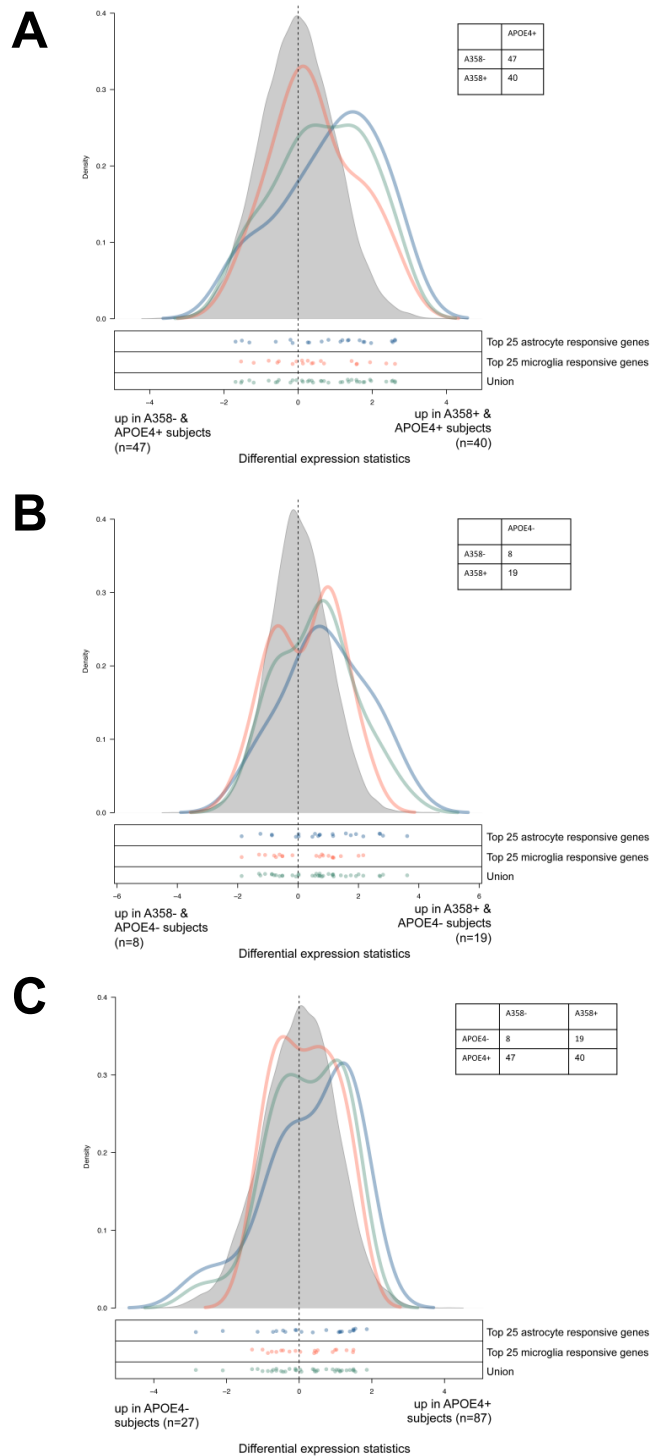 A
APOE4+
A358- 47
A358+ 40
0.4
0.3
0.2
0.1
0.0
Density
Top 25 astrocyte responsive genes
Top 25 microglia responsive genes
Union
−4 −2 0 2 4
up in A358- &
APOE4+ subjects
(n=47)
up in A358+ &
APOE4+ subjects
(n=40)
Differential expression statistics
B
APOE4-
A358- 8
A358+ 19
0.4
0.3
0.2
0.1
0.0
Density
Top 25 astrocyte responsive genes
Top 25 microglia responsive genes
Union
−6 −4 −2 0 2 4 6
up in A358- &
APOE4- subjects
(n=8)
up in A358+ &
APOE4- subjects
(n=19)
Differential expression statistics
C
A358- A358+
APOE4- 8 19
APOE4+ 47 40
0.4
0.3
0.2
0.1
0.0
Density
Top 25 astrocyte responsive genes
Top 25 microglia responsive genes
Union
−4 −2 0 2 4
up in APOE4-
subjects (n=27)
up in APOE4+
subjects (n=87)
Differential expression statistics